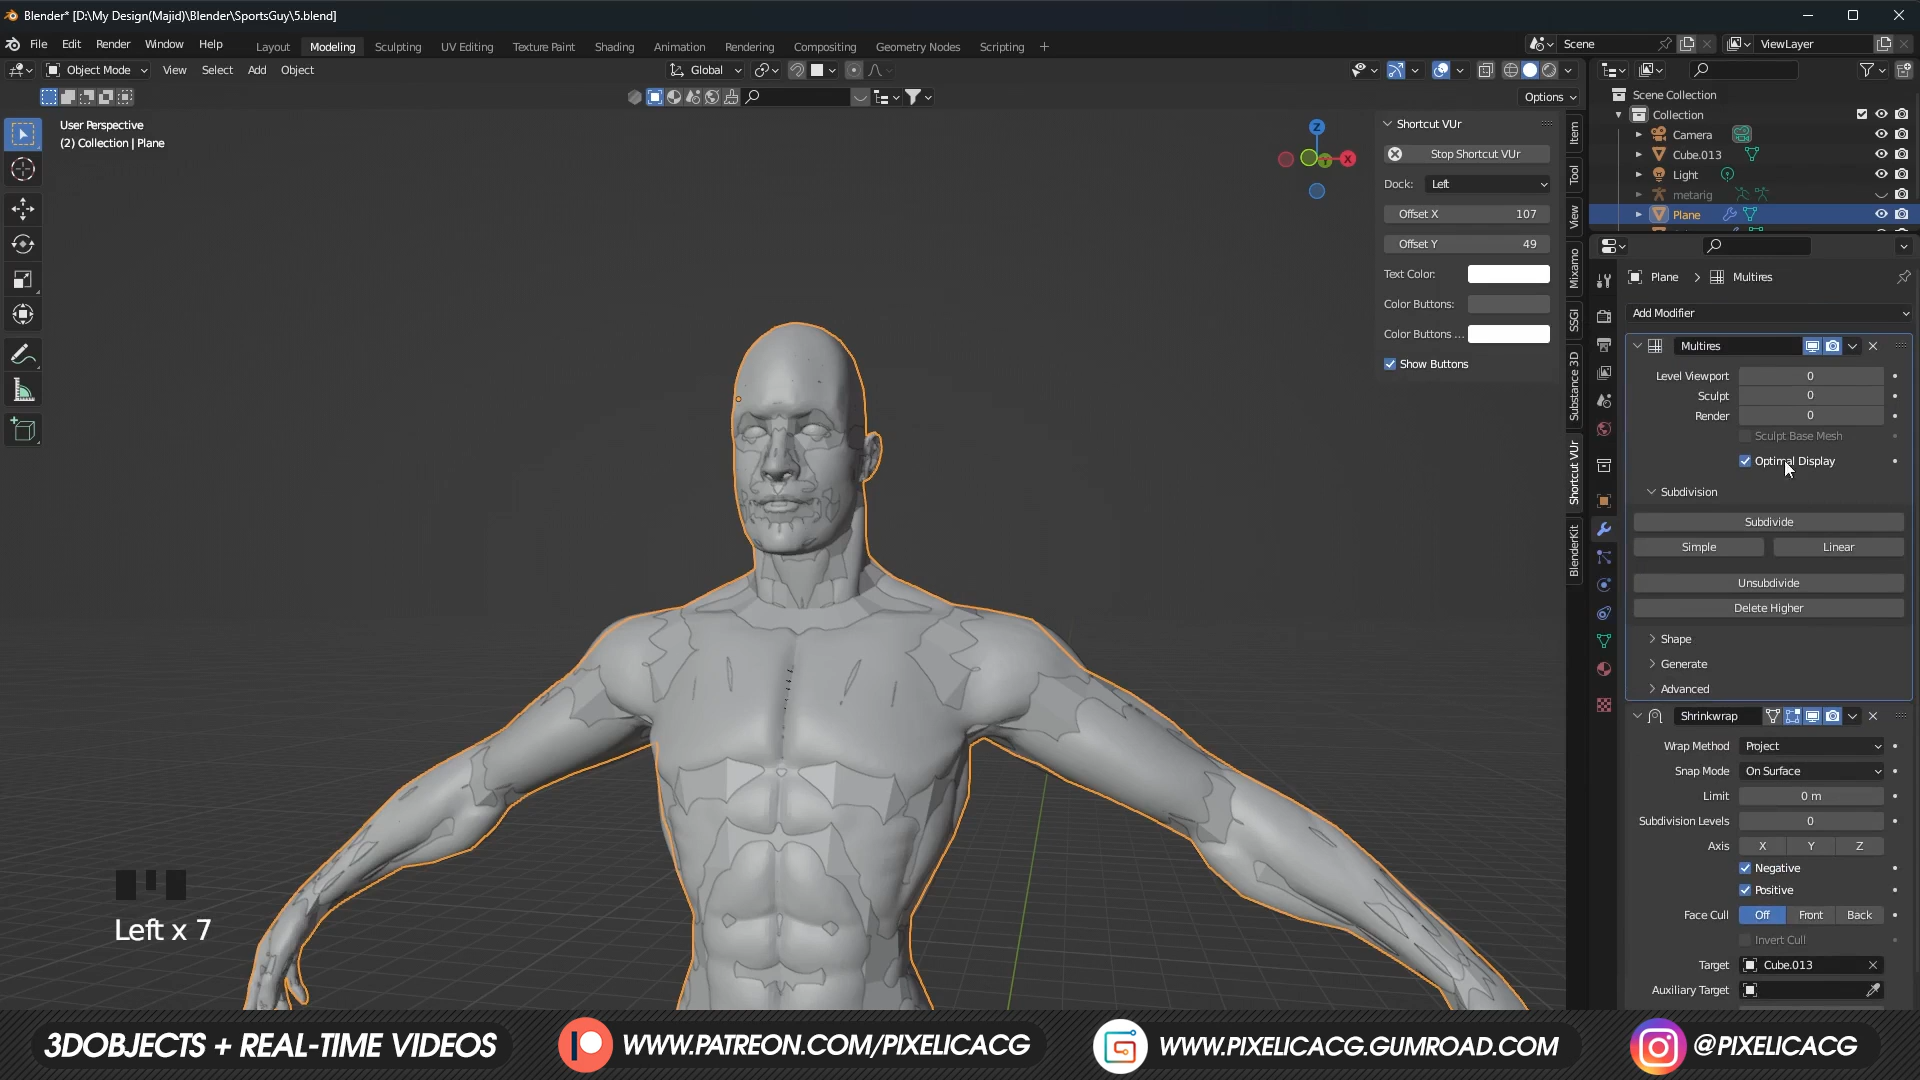 Blender* [D:\My Design(Majid)\Blender\SportsGuy\5.blend]
File Edit Render Window Help Layout Modeling Sculpting UV Editing Texture Paint Shading Animation Rendering Compositing Geometry Nodes Scripting + Scene ViewLayer
Object Mode View Select Add Object Global
Options
User Perspective
(2) Collection | Plane
Z
X
Shortcut VUr
Stop Shortcut VUr
Dock: Left
Offset X 107
Offset Y 49
Text Color:
Color Buttons:
Color Buttons ...
Show Buttons
Item
Tool
View
Mixamo
SSGI
Substance 3D
Shortcut VUr
BlenderKit
Scene Collection
Collection
Camera
Cube.013
Light
metarig
Plane
Plane > Multires
Add Modifier
Multires
Level Viewport 0
Sculpt 0
Render 0
Sculpt Base Mesh
Optimal Display
Subdivision
Subdivide
Simple Linear
Unsubdivide
Delete Higher
Shape
Generate
Advanced
Shrinkwrap
Wrap Method Project
Snap Mode On Surface
Limit 0 m
Subdivision Levels 0
Axis X Y Z
Negative
Positive
Face Cull Off Front Back
Invert Cull
Target Cube.013
Auxiliary Target
Left x 7
3DOBJECTS + REAL-TIME VIDEOS WWW.PATREON.COM/PIXELICACG WWW.PIXELICACG.GUMROAD.COM @PIXELICACG